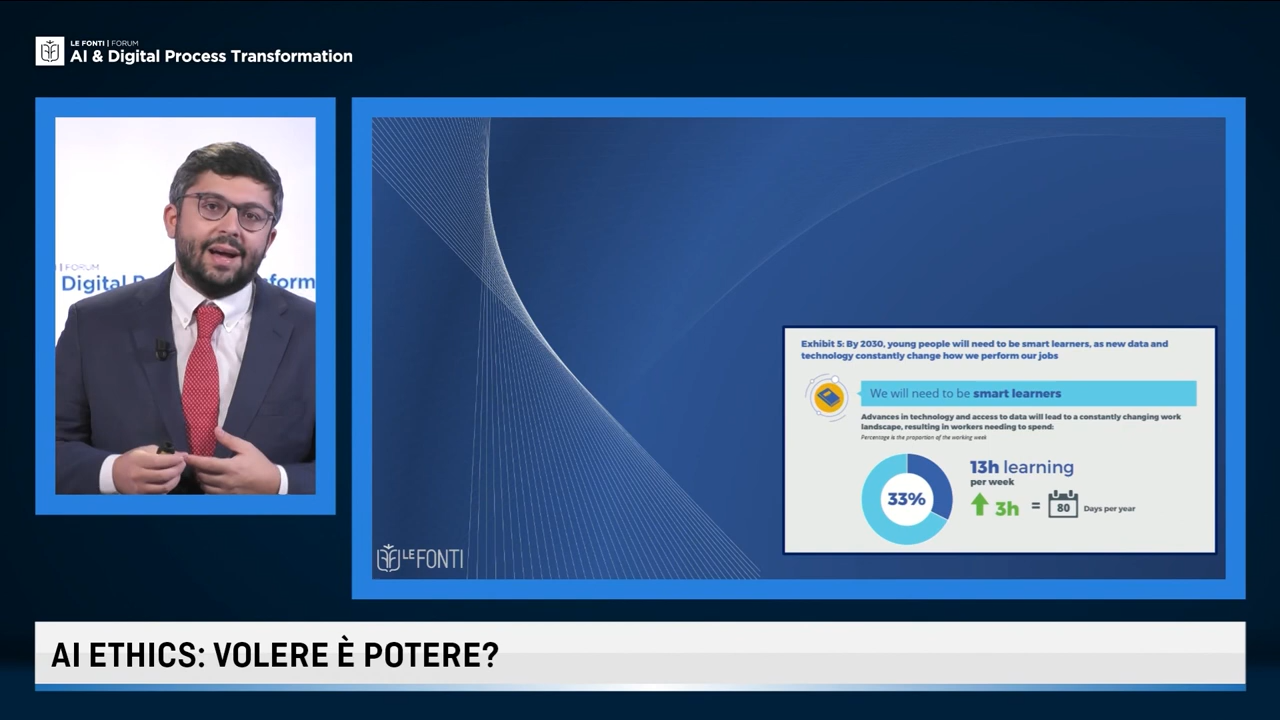 LE FONTI | FORUM
AI & Digital Process Transformation
| FORUM
Digital P
nsform
Exhibit 5: By 2030, young people will need to be smart learners, as new data and
technology constantly change how we perform our jobs
We will need to be smart learners
Advances in technology and access to data will lead to a constantly changing work
landscape, resulting in workers needing to spend:
Percentage is the proportion of the working week
33%
13h learning
per week
3h = 80 Days per year
LE FONTI
AI ETHICS: VOLERE È POTERE?